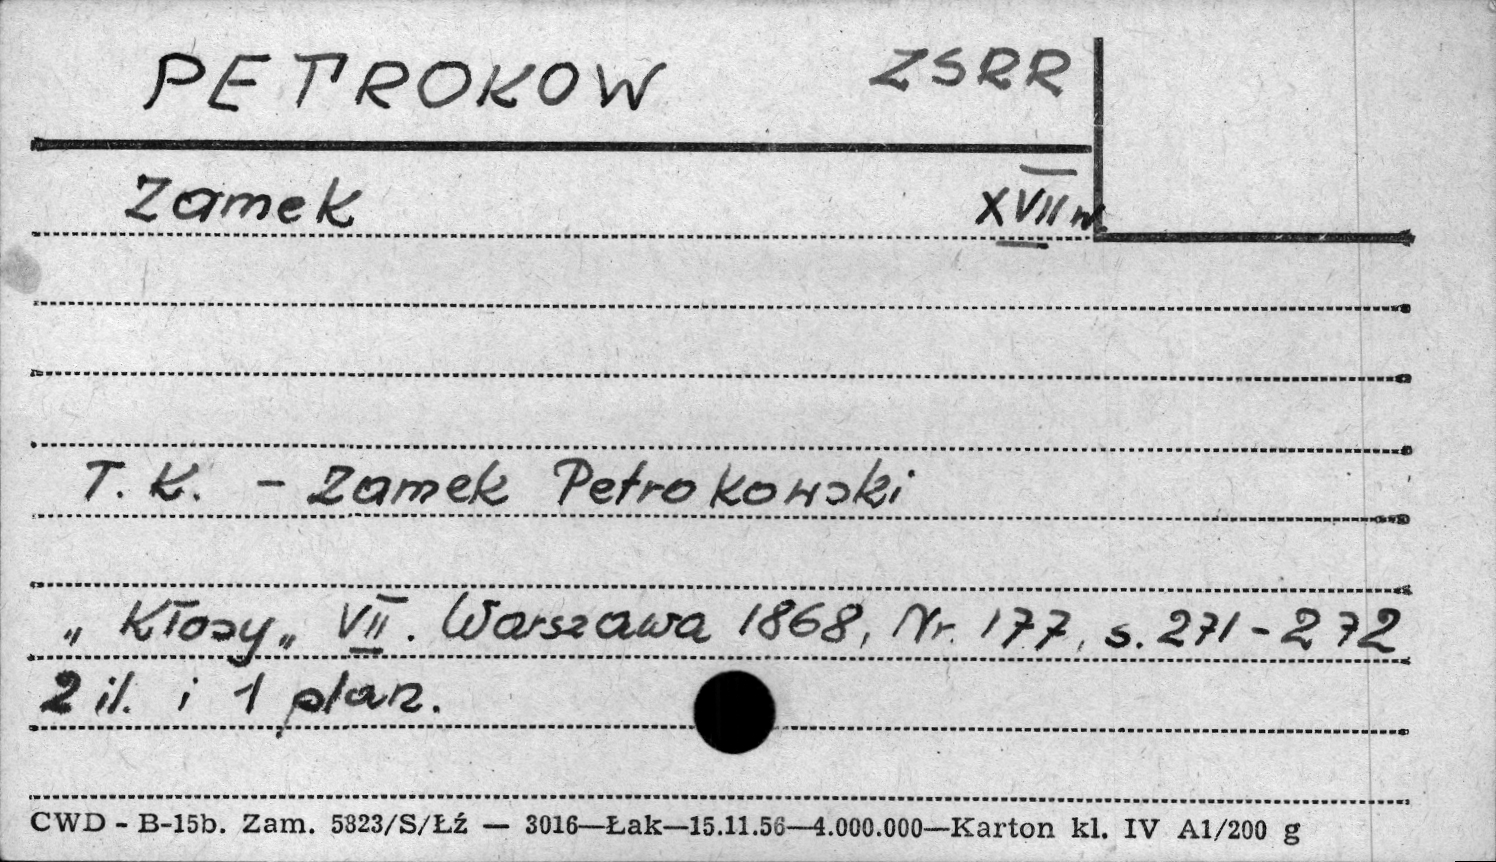 PETROKOW ZSRR
Zamek XVII w.
T. K. - Zamek Petrokowski
„Kłosy„ VII. Warszawa 1868, Nr. 177, s. 271-272
2 il. i 1 plan.
CWD - B-15b. Zam. 5823/S/Łź — 3016—Łak—15.11.56—4.000.000—Karton kl. IV A1/200 g